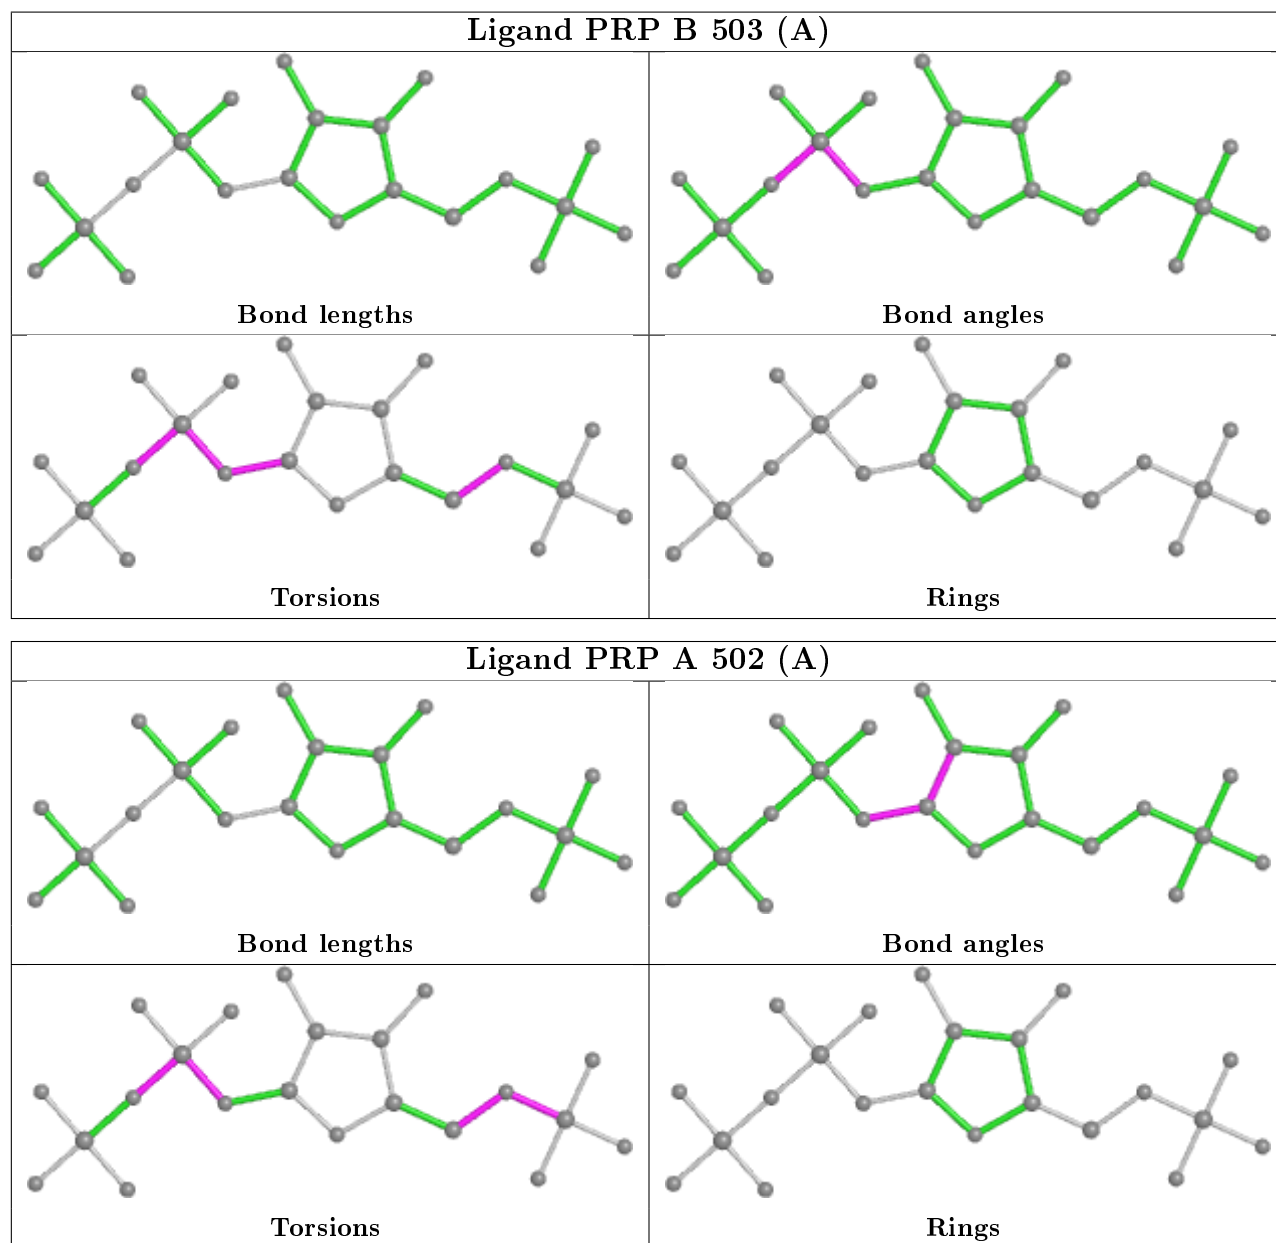 Ligand PRP B 503 (A)
Bond lengths
Bond angles
Torsions
Rings
Ligand PRP A 502 (A)
Bond lengths
Bond angles
Torsions
Rings